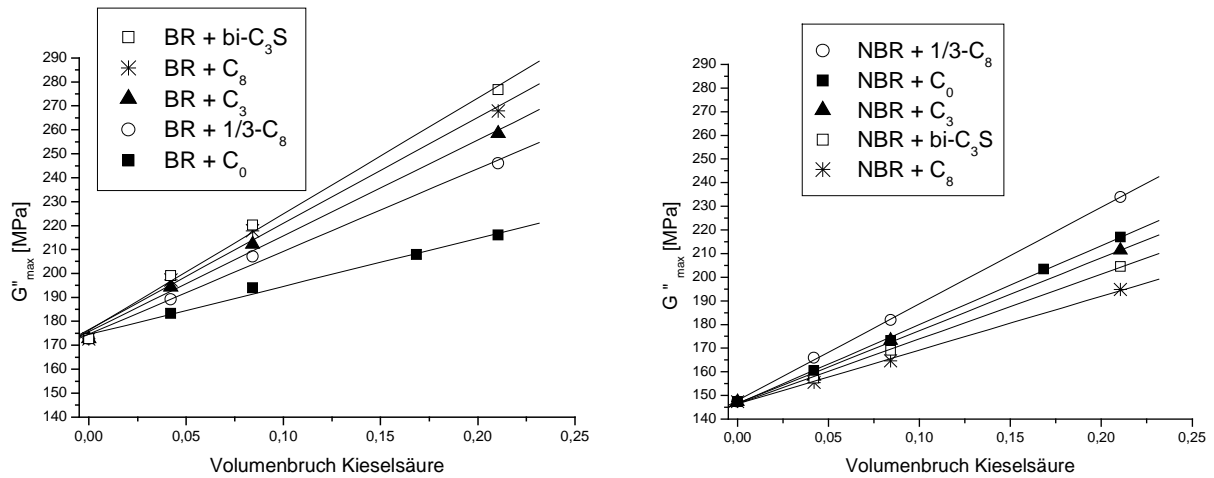 BR + bi-C₃S
BR + C₈
BR + C₃
BR + 1/3-C₈
BR + C₀
290
280
270
260
250
240
230
220
210
200
190
180
170
160
150
140
G''max [MPa]
0,00 0,05 0,10 0,15 0,20 0,25
Volumenbruch Kieselsäure
NBR + 1/3-C₈
NBR + C₀
NBR + C₃
NBR + bi-C₃S
NBR + C₈
290
280
270
260
250
240
230
220
210
200
190
180
170
160
150
140
G''max [MPa]
0,00 0,05 0,10 0,15 0,20 0,25
Volumenbruch Kieselsäure